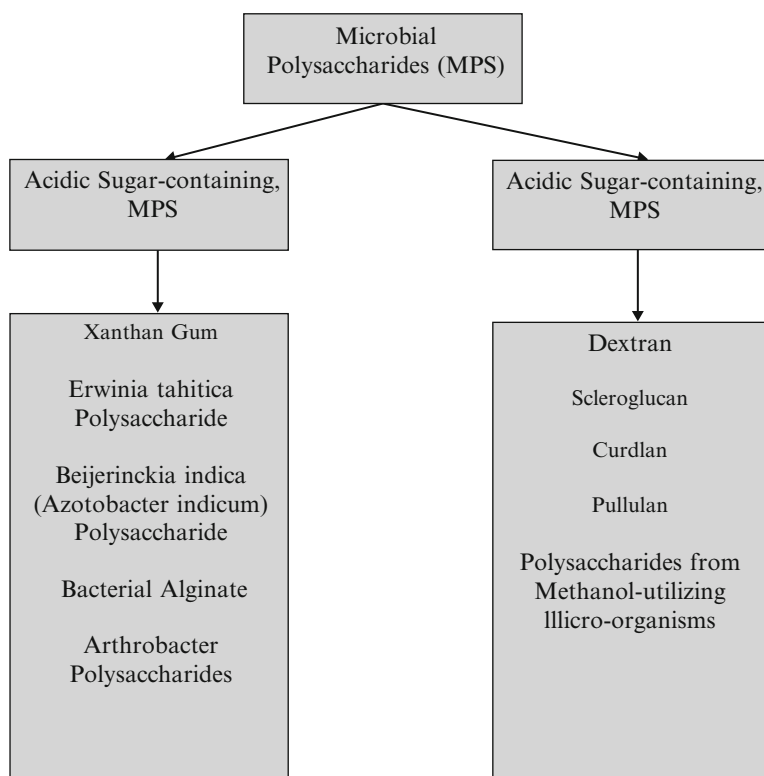 Microbial
Polysaccharides (MPS)
Acidic Sugar-containing,
MPS
Acidic Sugar-containing,
MPS
Xanthan Gum
Erwinia tahitica
Polysaccharide
Beijerinckia indica
(Azotobacter indicum)
Polysaccharide
Bacterial Alginate
Arthrobacter
Polysaccharides
Dextran
Scleroglucan
Curdlan
Pullulan
Polysaccharides from
Methanol-utilizing
lllicro-organisms